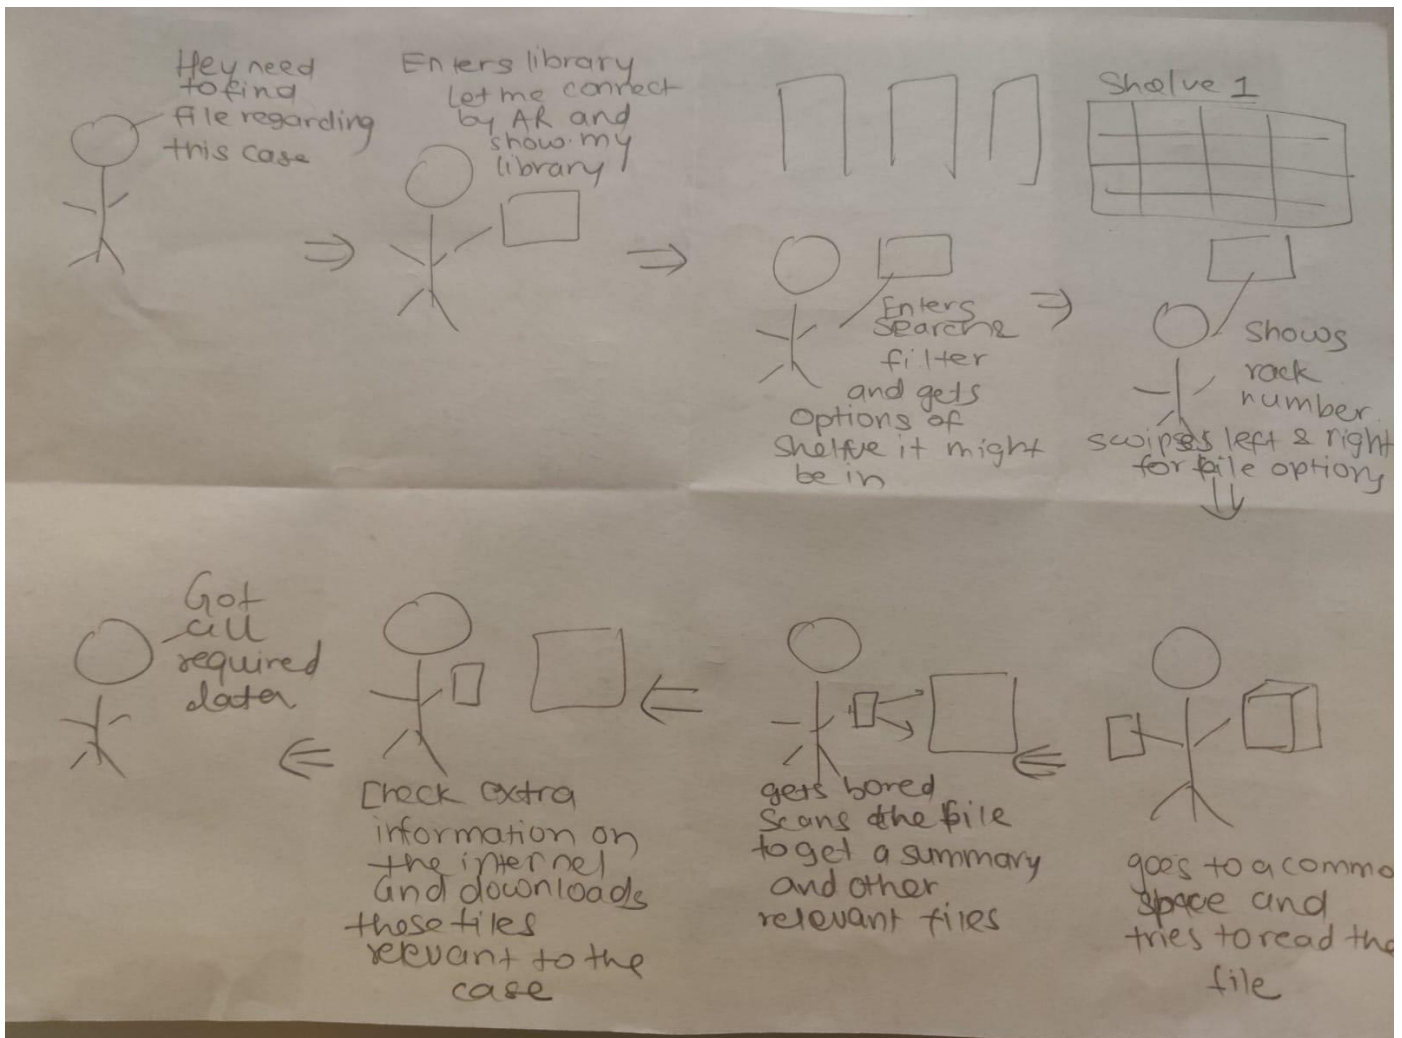 Hey need
to find
file regarding
this case
Enters library
Let me connect
by AR and
show my
library
Enters
search &
filter
and gets
options of
shelve it might
be in
Shelve 1
Shows
rack
number.
swipes left & right
for file options
goes to a commo
space and
tries to read the
file
gets bored
scans the file
to get a summary
and other
relevant files
Check extra
information on
the internel
and downloads
those files
relevant to the
case
Got
all
required
data